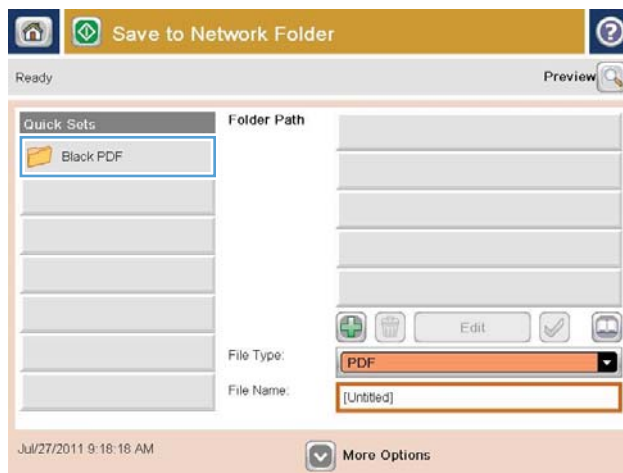 Save to Network Folder
Ready
Preview
Quick Sets
Folder Path
Black PDF
Edit
File Type:
PDF
File Name:
[Untitled]
Jul/27/2011 9:18:18 AM
More Options